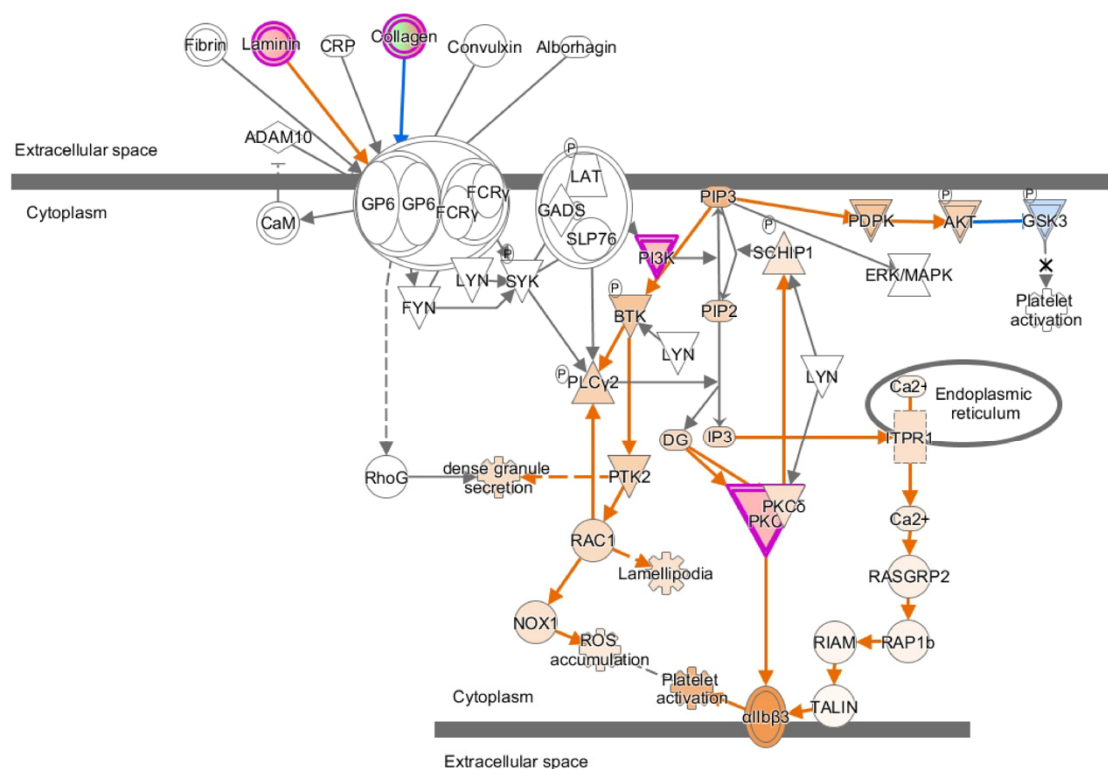 Fibrin
Laminin
CRP
Collagen
Convulxin
Alborhagin
ADAM10
Extracellular space
Cytoplasm
CaM
GP6
GP6
FCRγ
FCRγ
P
LAT
GADS
SLP76
P
SYK
LYN
FYN
PIP3
PI3K
P
SCHIP1
P
PDPK
P
AKT
P
GSK3
ERK/MAPK
Platelet
activation
P
BTK
PIP2
LYN
LYN
P
PLCγ2
Ca2+
Endoplasmic
reticulum
ITPR1
DG
IP3
RhoG
dense granule
secretion
PTK2
PKCδ
PKC
Ca2+
RAC1
Lamellipodia
RASGRP2
NOX1
ROS
accumulation
RIAM
RAP1b
Platelet
activation
Cytoplasm
αIIbβ3
TALIN
Extracellular space